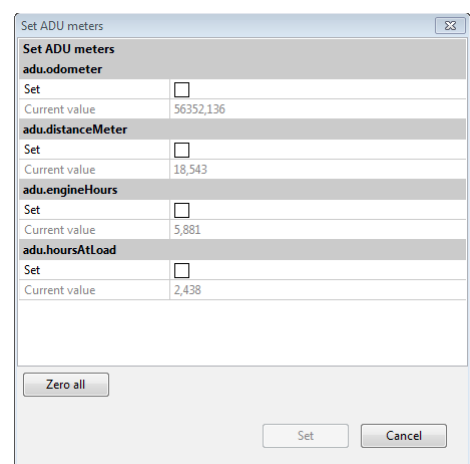 Set ADU meters
Set ADU meters
adu.odometer
Set
Current value 56352,136
adu.distanceMeter
Set
Current value 18,543
adu.engineHours
Set
Current value 5,881
adu.hoursAtLoad
Set
Current value 2,438
Zero all
Set Cancel